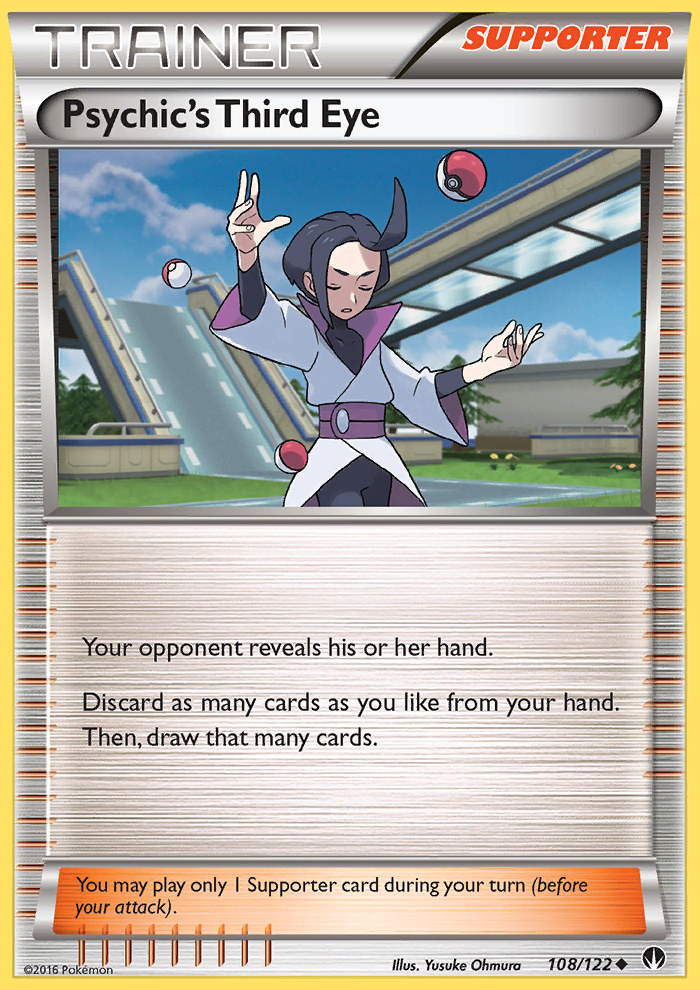 TRAINER
SUPPORTER
Psychic's Third Eye
Your opponent reveals his or her hand.
Discard as many cards as you like from your hand.
Then, draw that many cards.
You may play only 1 Supporter card during your turn (before
your attack).
©2016 Pokémon
Illus. Yusuke Ohmura
108/122